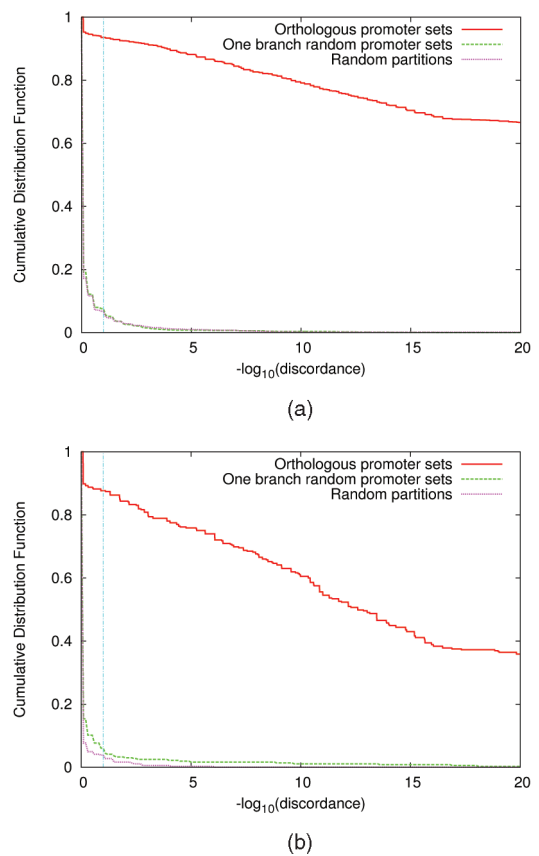 1
0.8
0.6
0.4
0.2
0
Cumulative Distribution Function
Orthologous promoter sets
One branch random promoter sets
Random partitions
0 5 10 15 20
-log10(discordance)
(a)
1
0.8
0.6
0.4
0.2
0
Cumulative Distribution Function
Orthologous promoter sets
One branch random promoter sets
Random partitions
0 5 10 15 20
-log10(discordance)
(b)